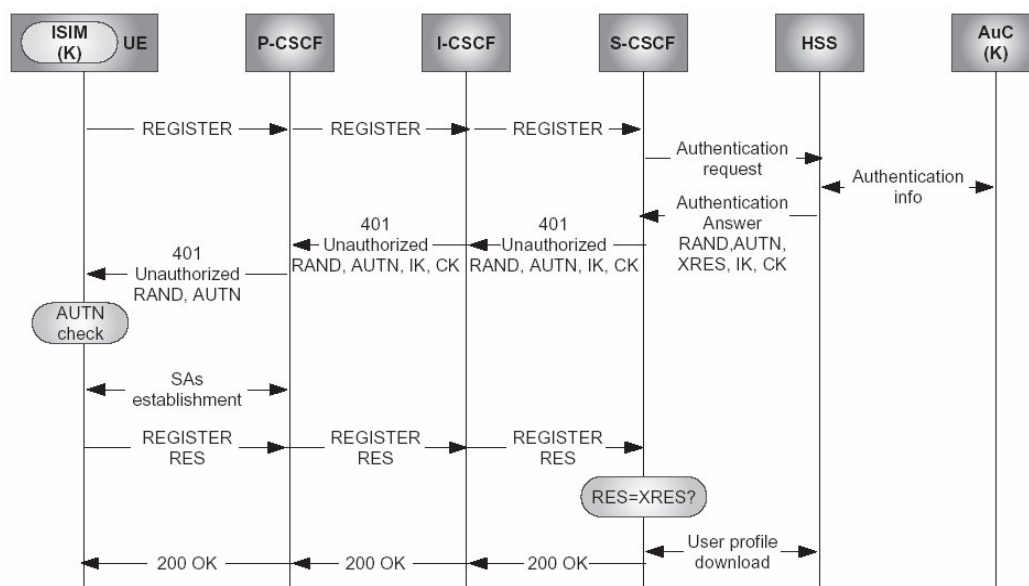 ISIM
(K)
UE
P-CSCF
I-CSCF
S-CSCF
HSS
AuC
(K)
REGISTER
REGISTER
REGISTER
Authentication
request
Authentication
info
Authentication
Answer
RAND,AUTN,
XRES, IK, CK
401
Unauthorized
RAND, AUTN, IK, CK
401
Unauthorized
RAND, AUTN, IK, CK
401
Unauthorized
RAND, AUTN
AUTN
check
SAs
establishment
REGISTER
RES
REGISTER
RES
REGISTER
RES
RES=XRES?
User profile
download
200 OK
200 OK
200 OK